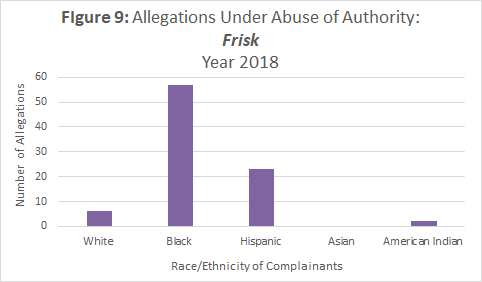 FIgure 9: Allegations Under Abuse of Authority:
Frisk
Year 2018
Number of Allegations
60
50
40
30
20
10
0
White Black Hispanic Asian American Indian
Race/Ethnicity of Complainants